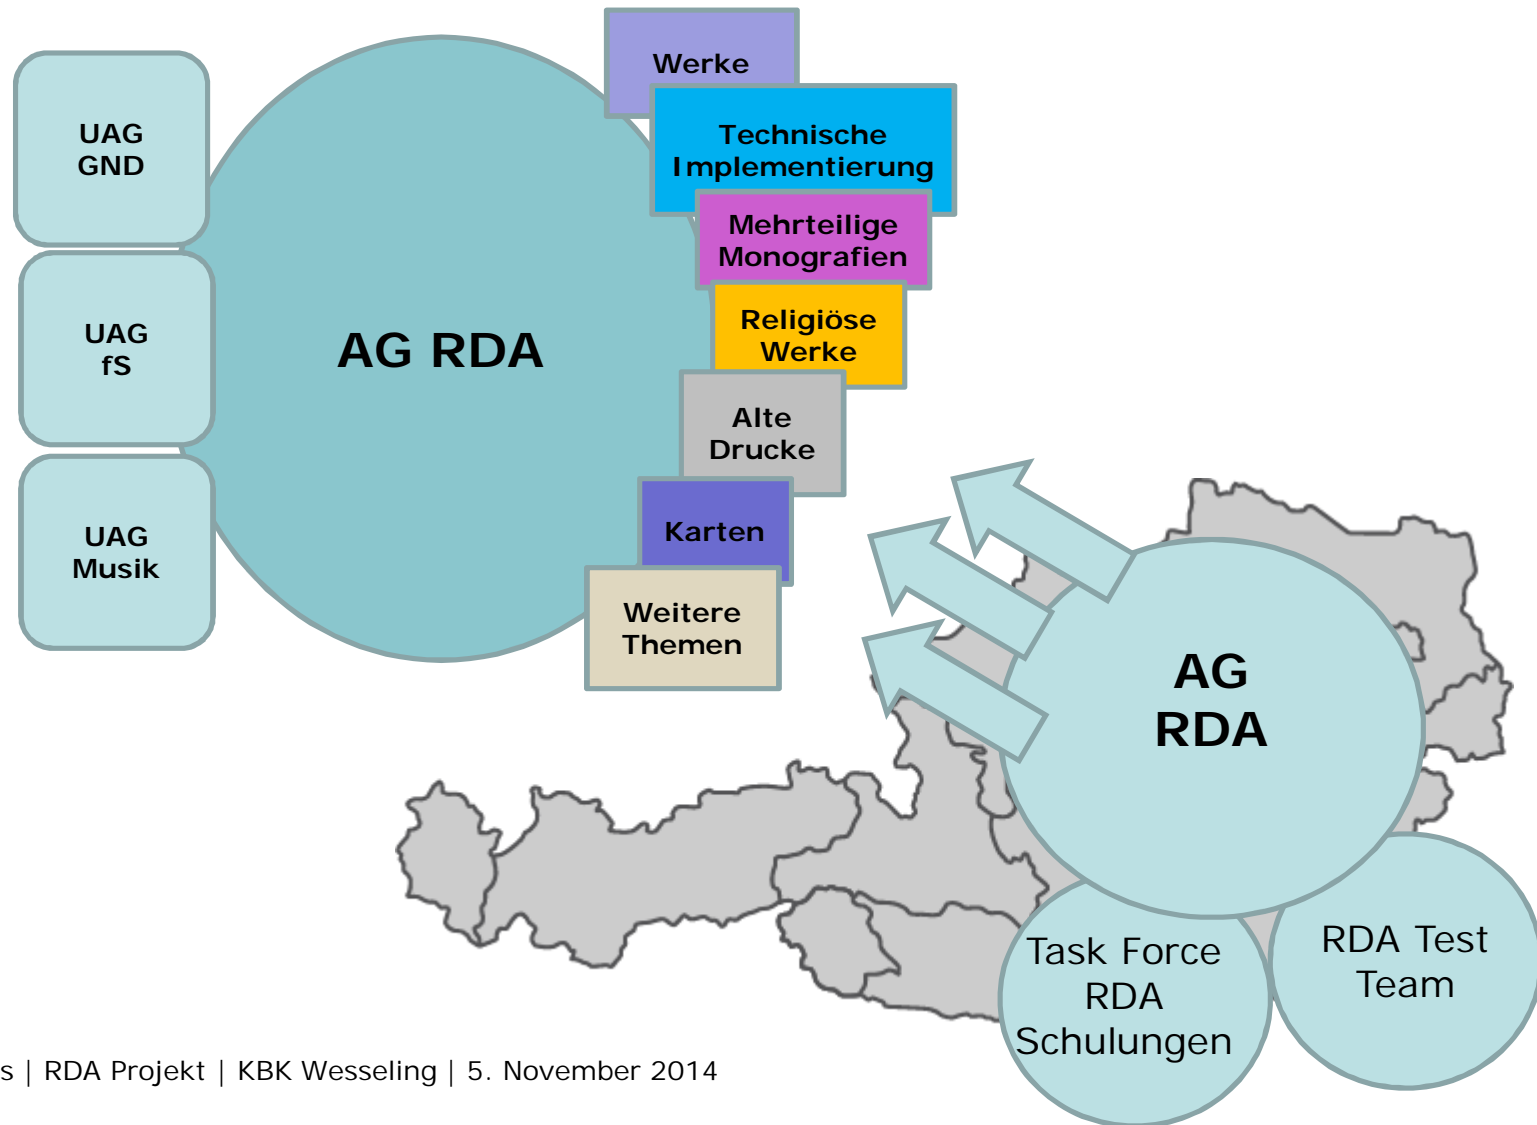 UAG
GND
UAG
fS
UAG
Musik
AG RDA
Werke
Technische
Implementierung
Mehrteilige
Monografien
Religiöse
Werke
Alte
Drucke
Karten
Weitere
Themen
AG
RDA
Task Force
RDA
Schulungen
RDA Test
Team
s | RDA Projekt | KBK Wesseling | 5. November 2014